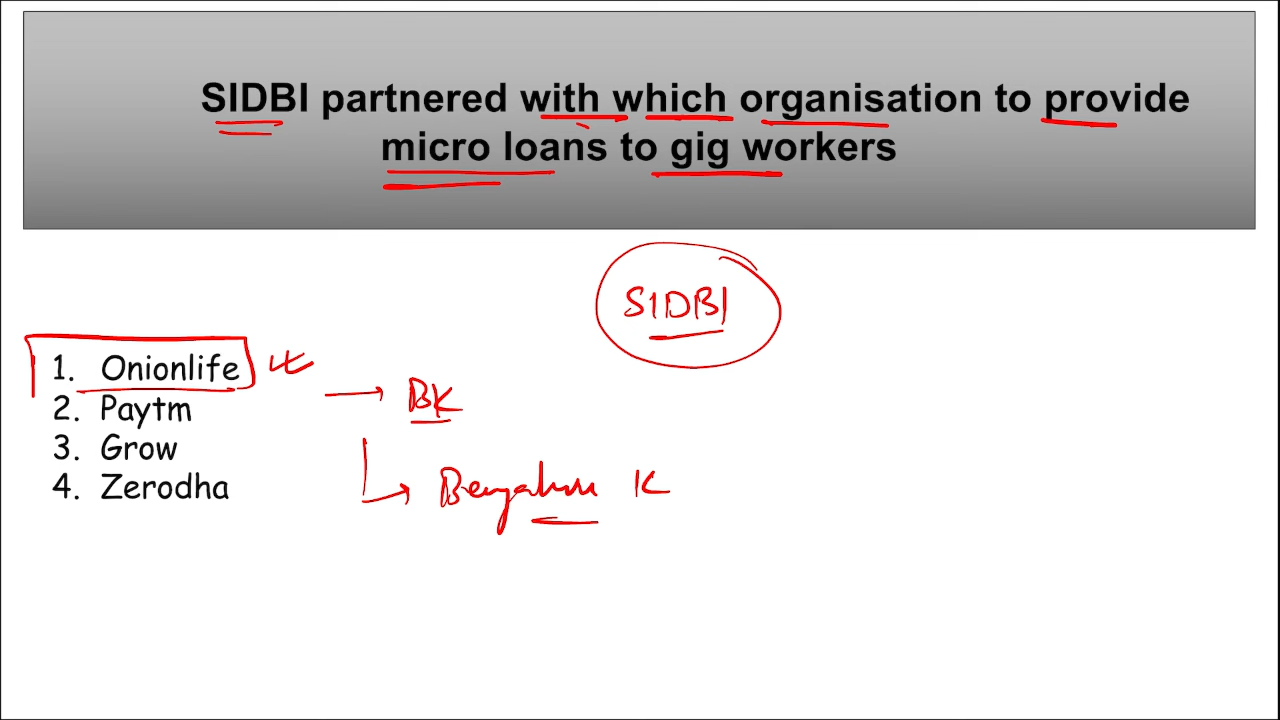 SIDBI partnered with which organisation to provide
micro loans to gig workers
SIDBI
1. Onionlife
2. Paytm
3. Grow
4. Zerodha
BK
K